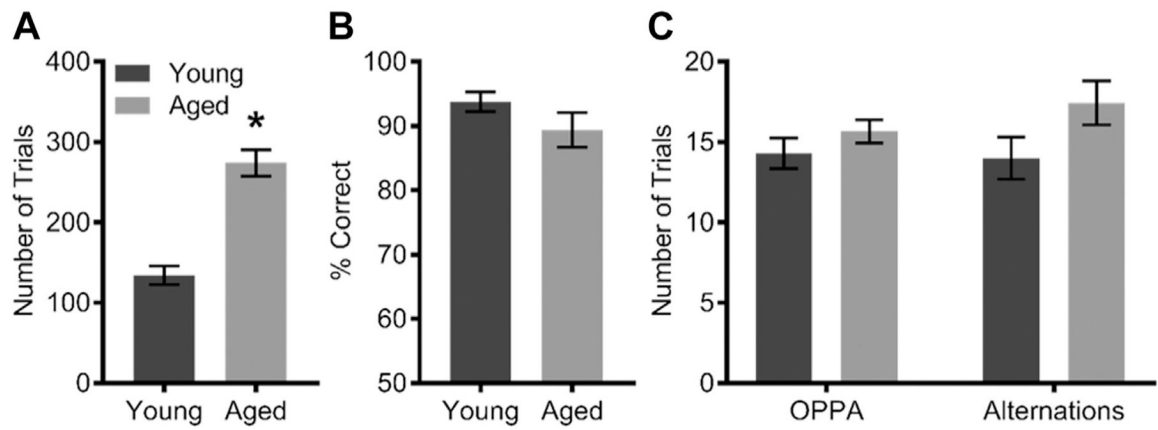 A
Number of Trials
400
300
200
100
0
Young
Aged
*
Young Aged
B
% Correct
100
90
80
70
60
50
Young Aged
C
Number of Trials
20
15
10
5
0
OPPA Alternations